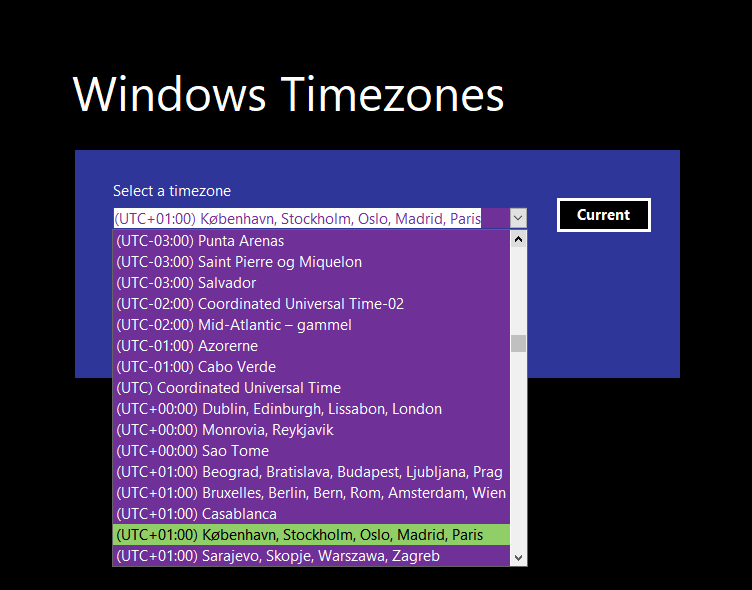 Windows Timezones
Select a timezone
(UTC+01:00) København, Stockholm, Oslo, Madrid, Paris
Current
(UTC-03:00) Punta Arenas
(UTC-03:00) Saint Pierre og Miquelon
(UTC-03:00) Salvador
(UTC-02:00) Coordinated Universal Time-02
(UTC-02:00) Mid-Atlantic – gammel
(UTC-01:00) Azorerne
(UTC-01:00) Cabo Verde
(UTC) Coordinated Universal Time
(UTC+00:00) Dublin, Edinburgh, Lissabon, London
(UTC+00:00) Monrovia, Reykjavik
(UTC+00:00) Sao Tome
(UTC+01:00) Beograd, Bratislava, Budapest, Ljubljana, Prag
(UTC+01:00) Bruxelles, Berlin, Bern, Rom, Amsterdam, Wien
(UTC+01:00) Casablanca
(UTC+01:00) København, Stockholm, Oslo, Madrid, Paris
(UTC+01:00) Sarajevo, Skopje, Warszawa, Zagreb